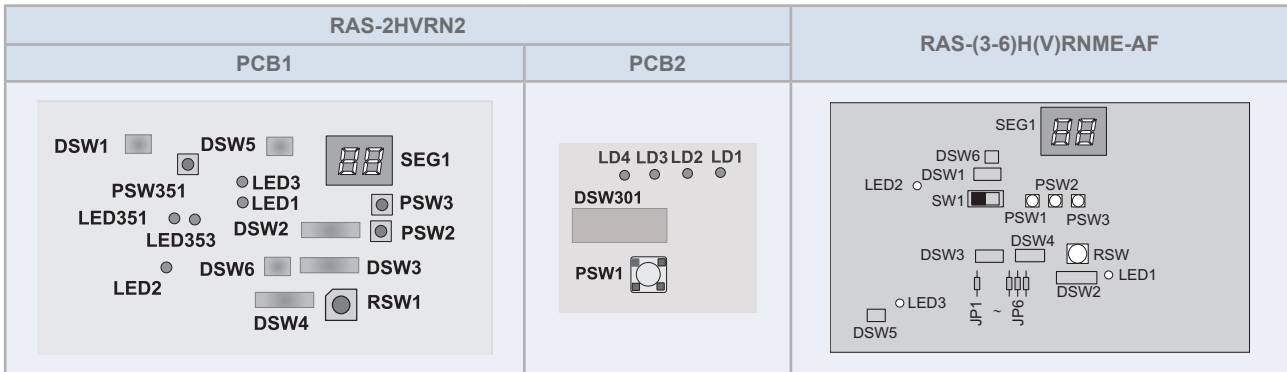 RAS-2HVRN2
RAS-(3-6)H(V)RNME-AF
PCB1
PCB2
DSW1
DSW5
SEG1
PSW351
LED3
LED1
PSW3
LED351
LED353
DSW2
PSW2
LED2
DSW6
DSW3
RSW1
DSW4
LD4 LD3 LD2 LD1
DSW301
PSW1
SEG1
DSW6
DSW1
LED2
SW1
PSW2
PSW1
PSW3
DSW3
DSW4
RSW
LED1
DSW2
JP1 ~ JP6
LED3
DSW5